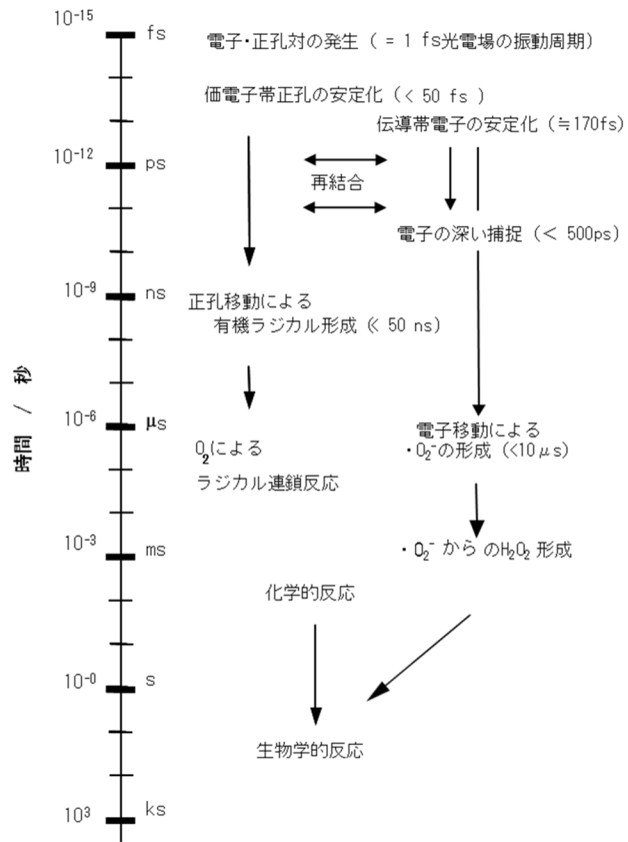 10⁻¹⁵
fs
電子・正孔対の発生 ( = 1 fs光電場の振動周期)
価電子帯正孔の安定化 (< 50 fs )
伝導帯電子の安定化 (≒170fs)
10⁻¹²
ps
再結合
電子の深い捕捉 (< 500ps)
10⁻⁹
ns
正孔移動による
有機ラジカル形成 (< 50 ns)
時間 / 秒
10⁻⁶
μs
電子移動による
・O₂⁻の形成 (<10μs)
O₂による
ラジカル連鎖反応
10⁻³
ms
・O₂⁻ から のH₂O₂ 形成
化学的反応
10⁻⁰
s
生物学的反応
10³
ks